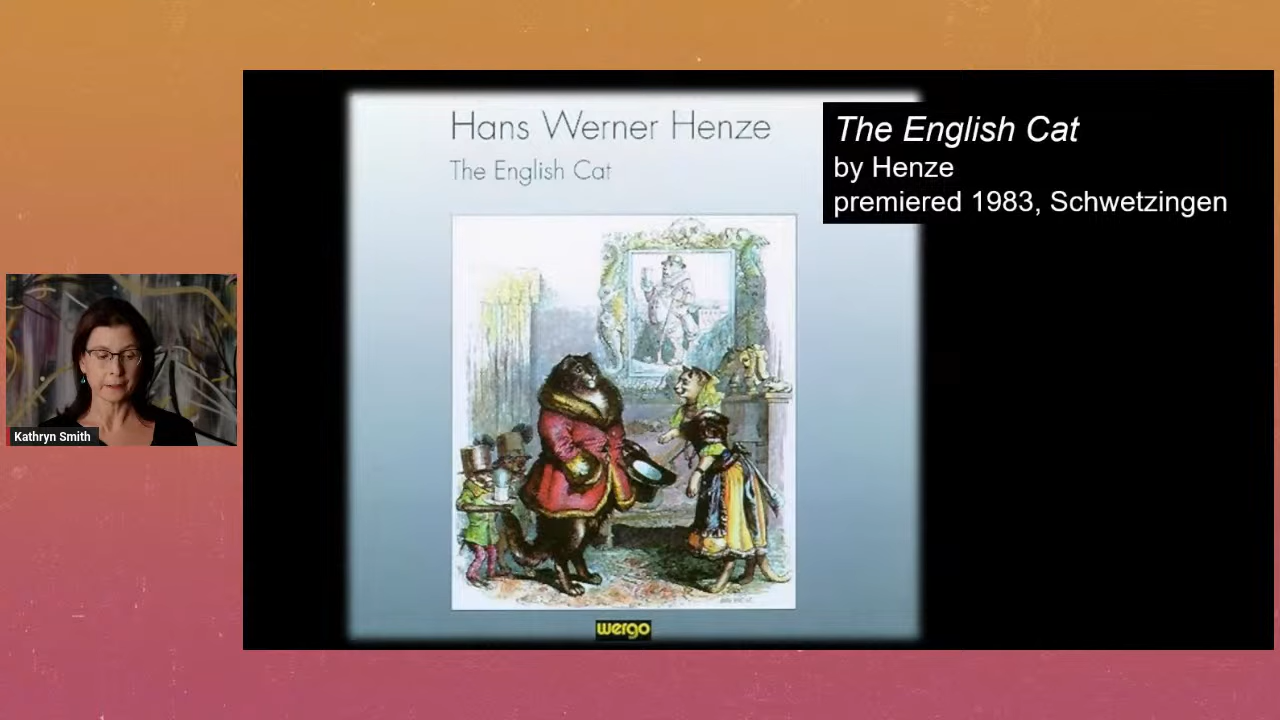 Hans Werner Henze
The English Cat
wergo
The English Cat
by Henze
premiered 1983, Schwetzingen
Kathryn Smith